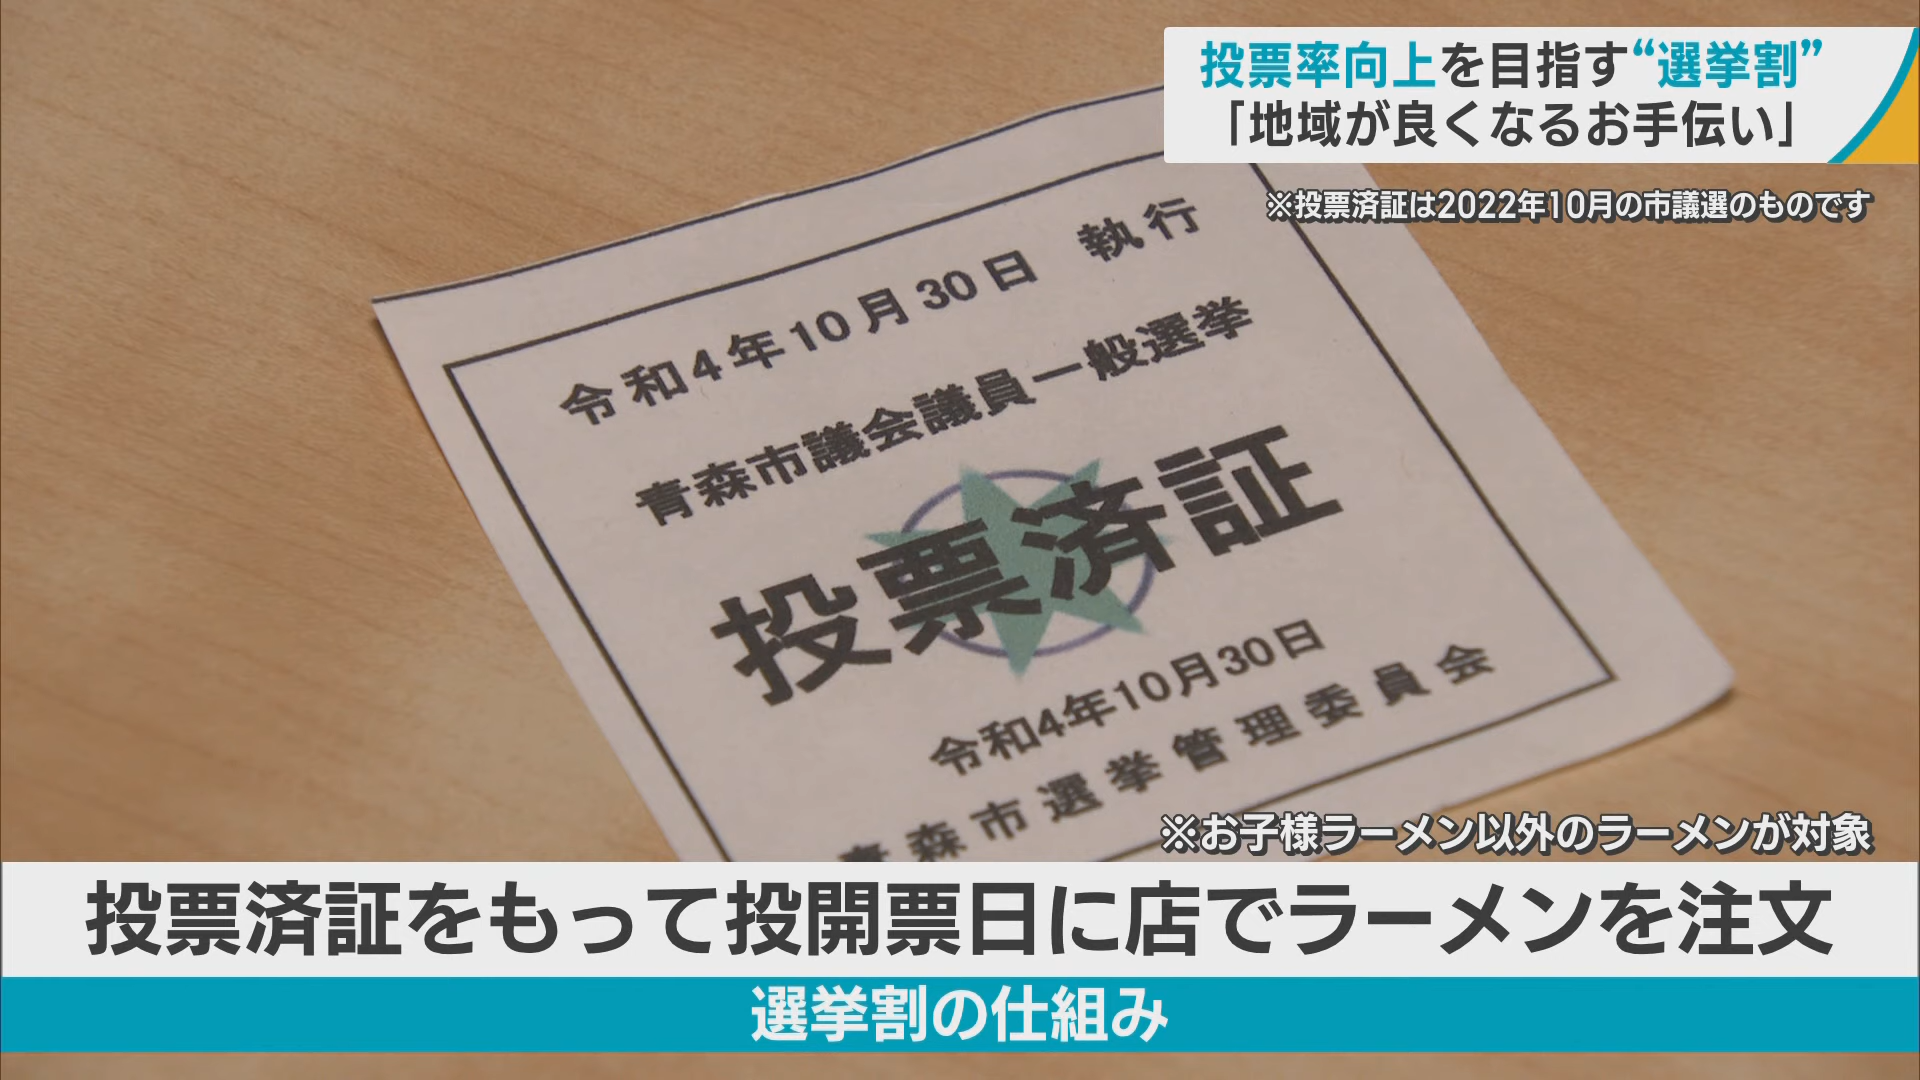 投票率向上を目指す“選挙割”
「地域が良くなるお手伝い」
※投票済証は2022年10月の市議選のものです
令和4年10月30日 執行
青森市議会議員一般選挙
投票済証
令和4年10月30日
青森市選挙管理委員会
※お子様ラーメン以外のラーメンが対象
投票済証をもって投開票日に店でラーメンを注文
選挙割の仕組み